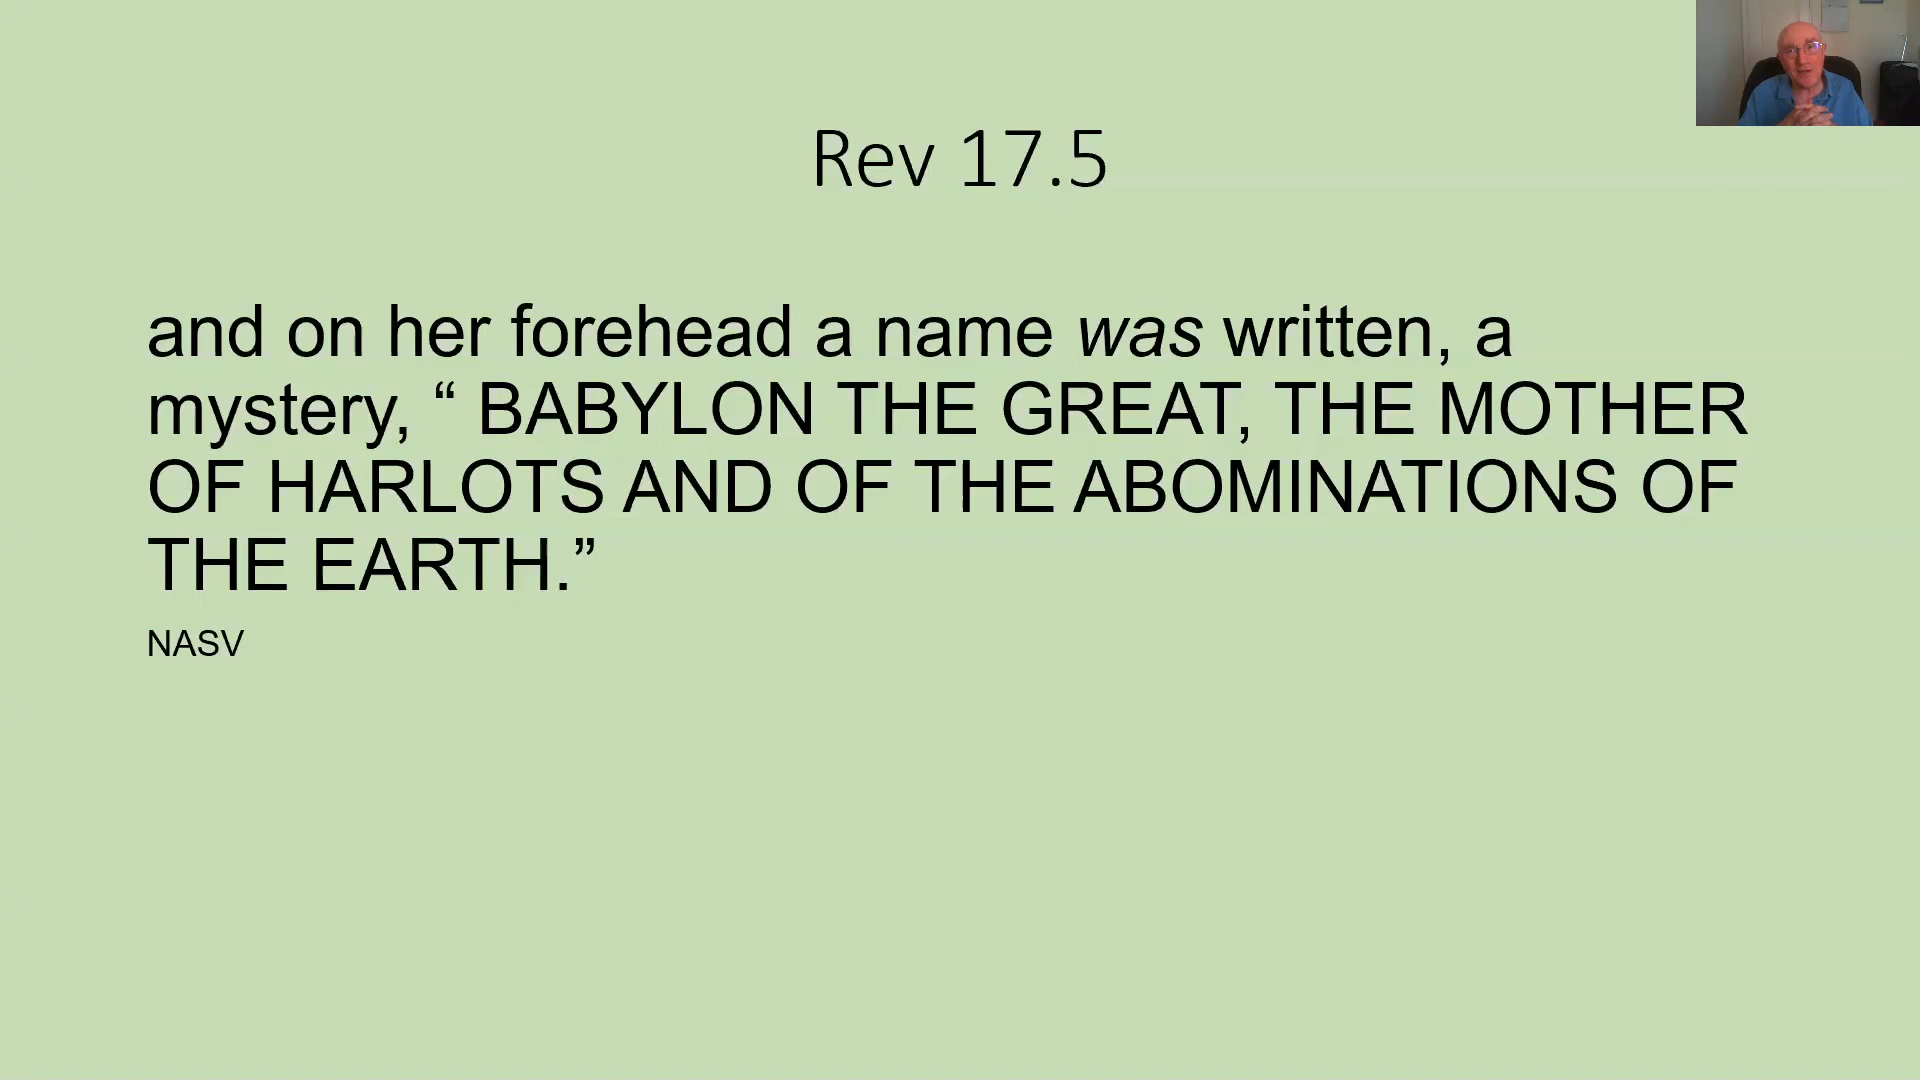 Rev 17.5
and on her forehead a name was written, a
mystery, “ BABYLON THE GREAT, THE MOTHER
OF HARLOTS AND OF THE ABOMINATIONS OF
THE EARTH.”
NASV